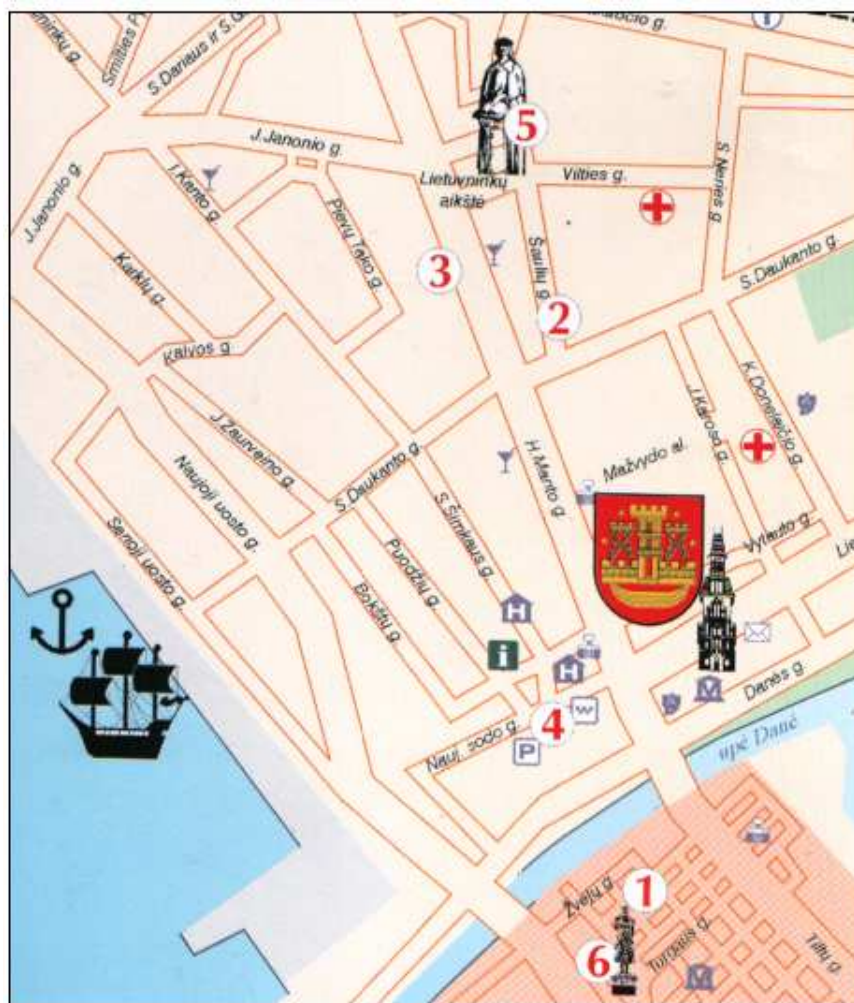 S.Dariaus ir S.G
J.Janonio g.
5
Lietuvninkų
aikštė
Vilties g.
S.Nėries g.
J.Janonio g.
I.Kanto g.
Pievų Tako g.
Karklų g.
3
Šaulių g.
2
S.Daukanto g.
Kalvos g.
J.Zauerveino g.
Naujoji uosto g.
Senoji uosto g.
S.Daukanto g.
S.Šimkaus g.
Puodžių g.
Bokštų g.
H.Manto g.
Mažvydo al.
J.Karoso g.
K.Donelaičio g.
Vytauto g.
Lie
H
i
H
Danės g.
4
W
P
Nauj. sodo g.
upė Danė
Žvejų g.
1
6
Turgaus g.
Tiltų g.
M
M